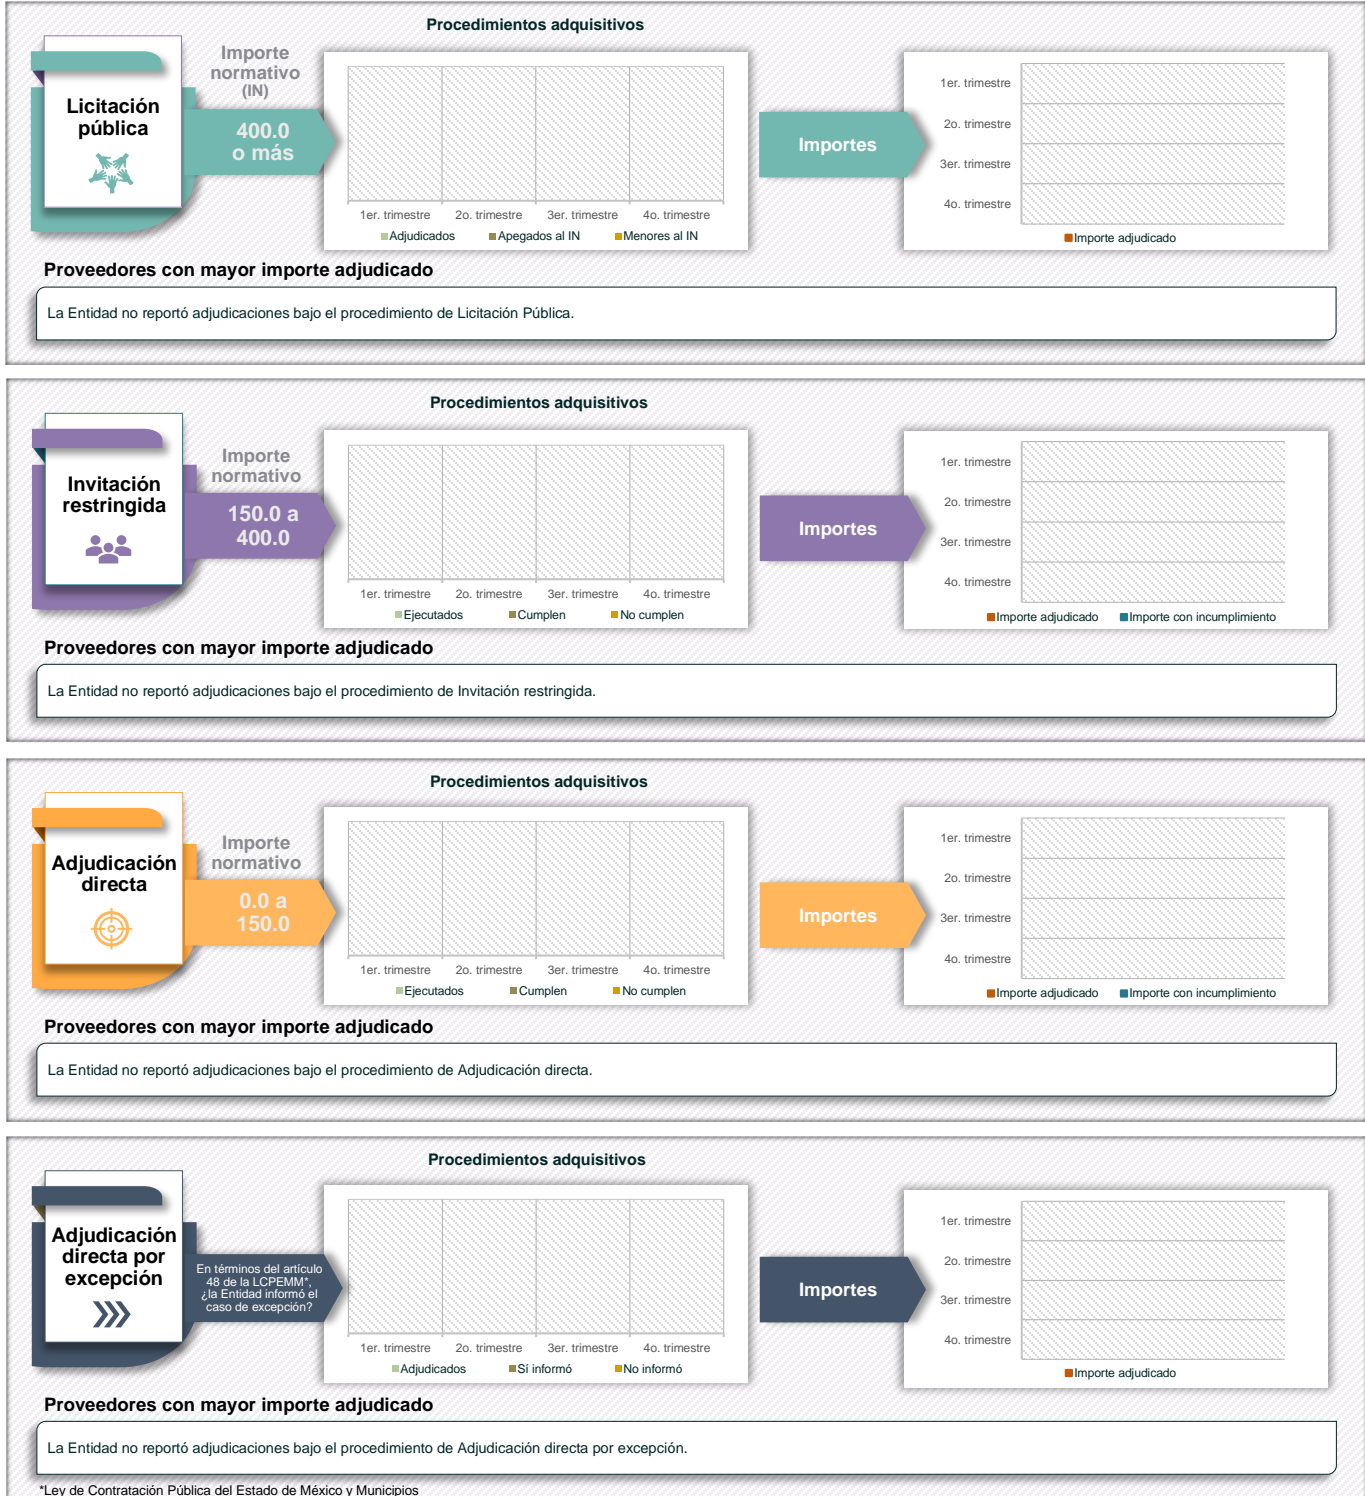 Procedimientos adquisitivos
Licitación
pública
Importe
normativo
(IN)
400.0
o más
1er. trimestre 2o. trimestre 3er. trimestre 4o. trimestre
Adjudicados Apegados al IN Menores al IN
Importes
1er. trimestre
2o. trimestre
3er. trimestre
4o. trimestre
Importe adjudicado
Proveedores con mayor importe adjudicado
La Entidad no reportó adjudicaciones bajo el procedimiento de Licitación Pública.
Procedimientos adquisitivos
Invitación
restringida
Importe
normativo
150.0 a
400.0
1er. trimestre 2o. trimestre 3er. trimestre 4o. trimestre
Ejecutados Cumplen No cumplen
Importes
1er. trimestre
2o. trimestre
3er. trimestre
4o. trimestre
Importe adjudicado Importe con incumplimiento
Proveedores con mayor importe adjudicado
La Entidad no reportó adjudicaciones bajo el procedimiento de Invitación restringida.
Procedimientos adquisitivos
Adjudicación
directa
Importe
normativo
0.0 a
150.0
1er. trimestre 2o. trimestre 3er. trimestre 4o. trimestre
Ejecutados Cumplen No cumplen
Importes
1er. trimestre
2o. trimestre
3er. trimestre
4o. trimestre
Importe adjudicado Importe con incumplimiento
Proveedores con mayor importe adjudicado
La Entidad no reportó adjudicaciones bajo el procedimiento de Adjudicación directa.
Procedimientos adquisitivos
Adjudicación
directa por
excepción
En términos del artículo
48 de la LCPEMM*,
¿la Entidad informó el
caso de excepción?
1er. trimestre 2o. trimestre 3er. trimestre 4o. trimestre
Adjudicados Sí informó No informó
Importes
1er. trimestre
2o. trimestre
3er. trimestre
4o. trimestre
Importe adjudicado
Proveedores con mayor importe adjudicado
La Entidad no reportó adjudicaciones bajo el procedimiento de Adjudicación directa por excepción.
*Ley de Contratación Pública del Estado de México y Municipios